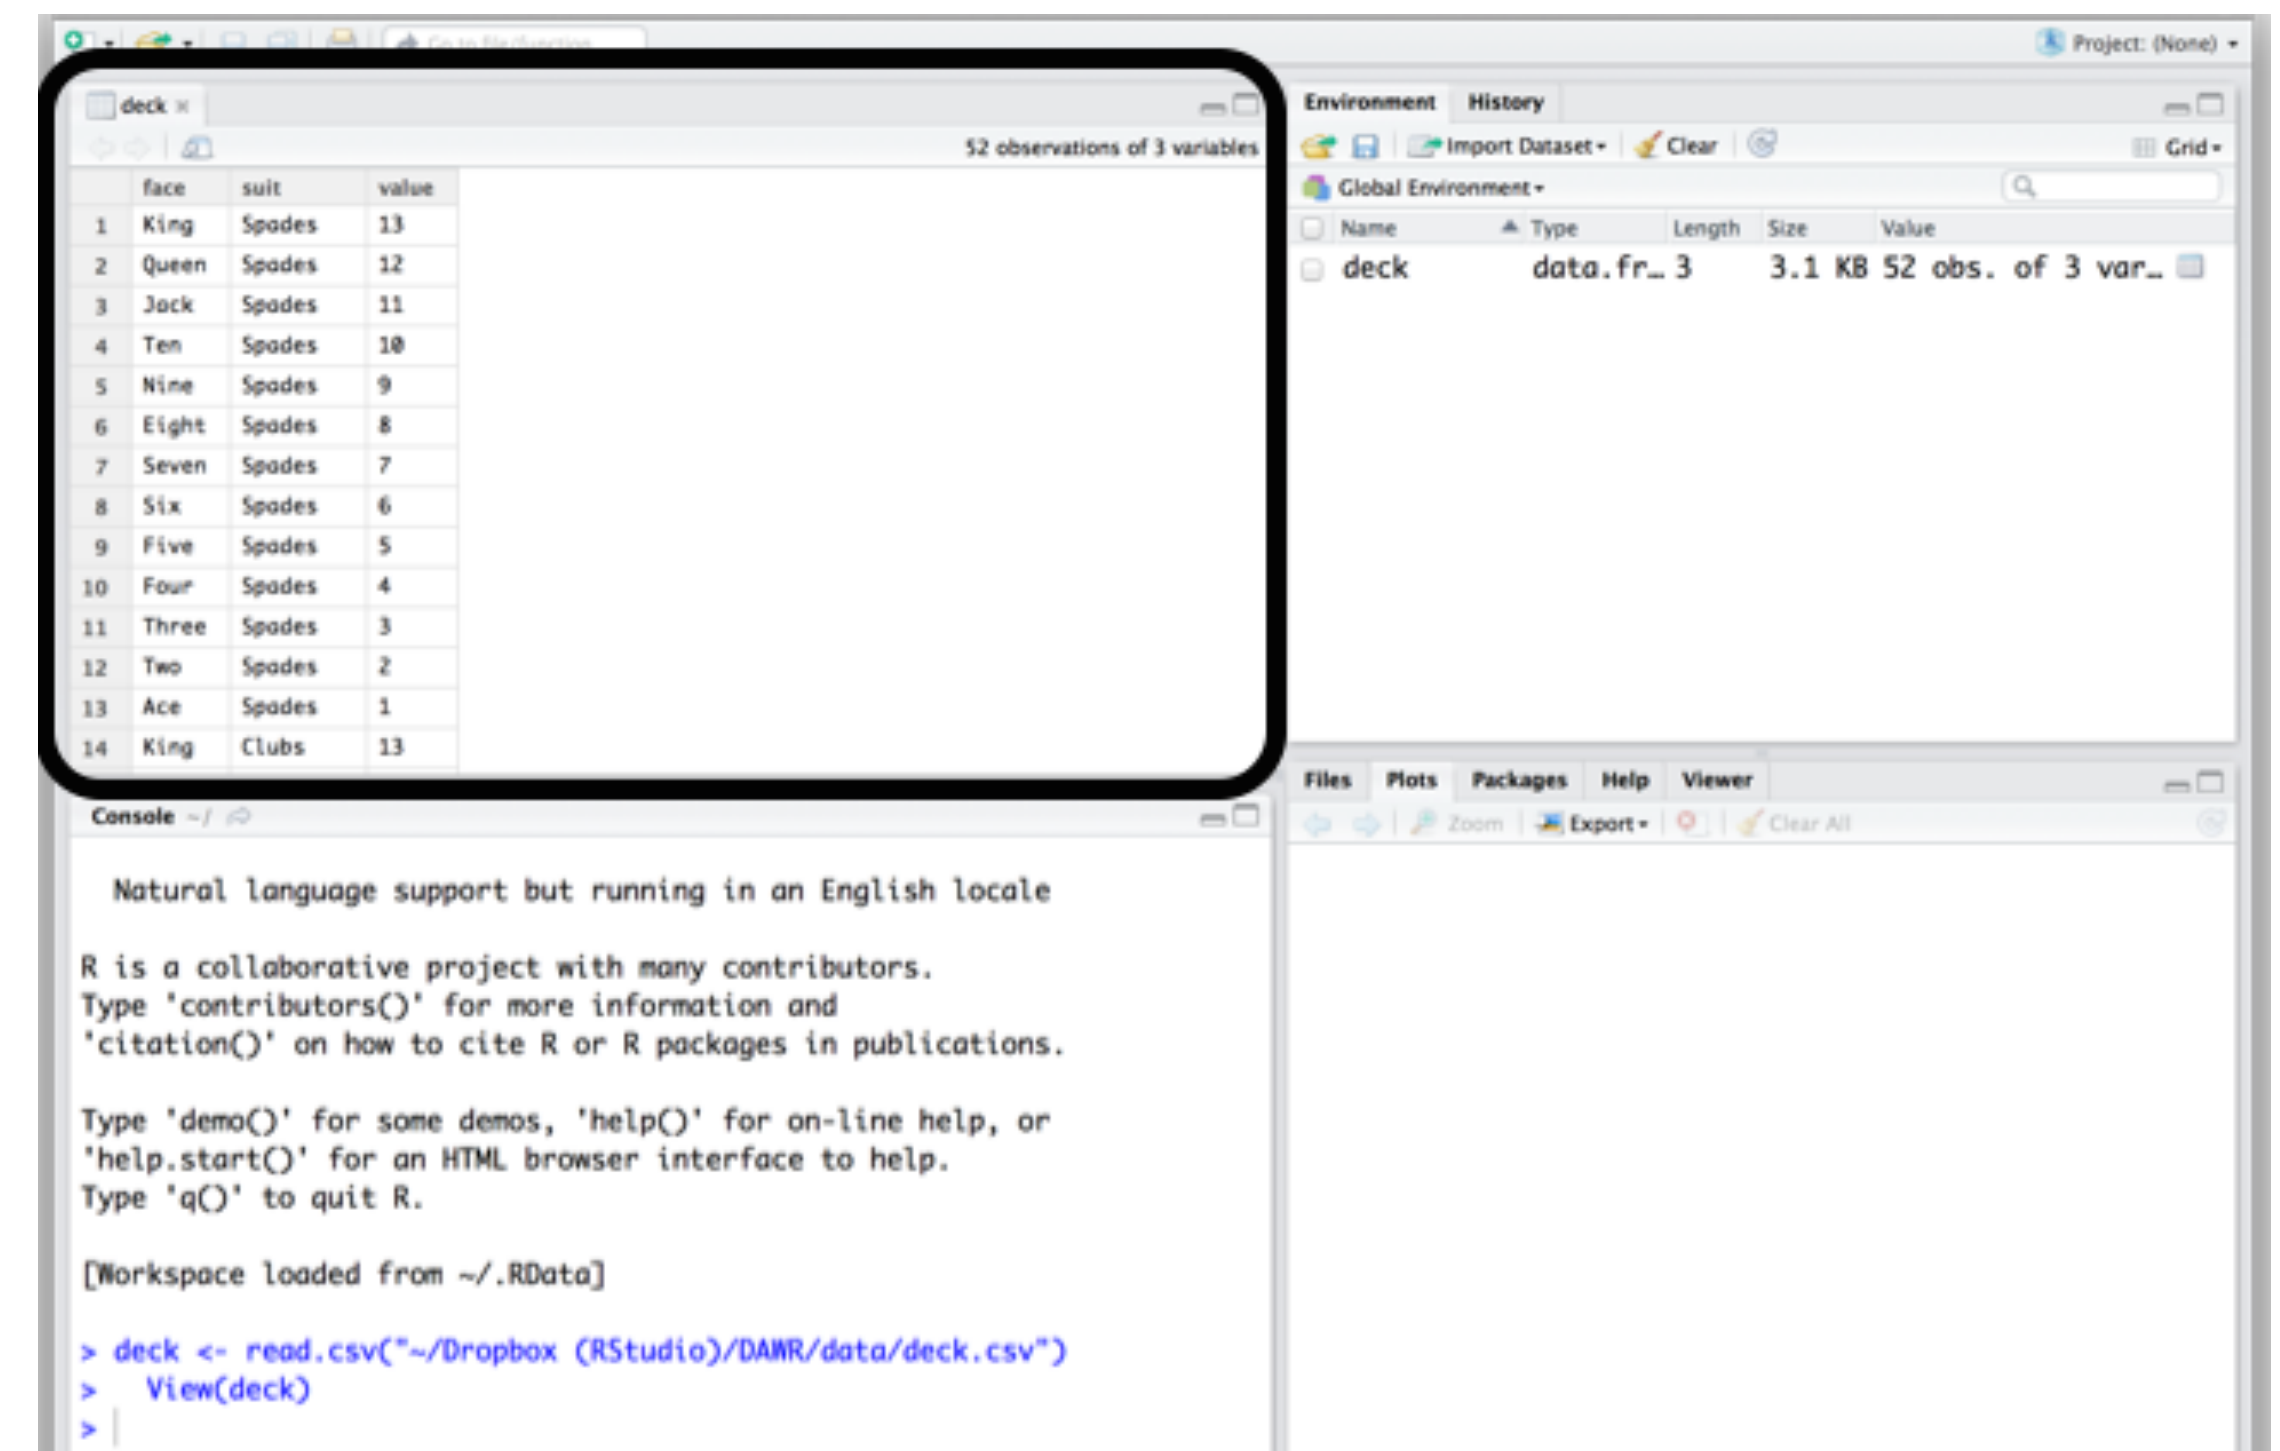 Go to file/function
Project: (None)
deck
52 observations of 3 variables
face suit value
1 King Spades 13
2 Queen Spades 12
3 Jack Spades 11
4 Ten Spades 10
5 Nine Spades 9
6 Eight Spades 8
7 Seven Spades 7
8 Six Spades 6
9 Five Spades 5
10 Four Spades 4
11 Three Spades 3
12 Two Spades 2
13 Ace Spades 1
14 King Clubs 13
Environment History
Import Dataset Clear Grid
Global Environment
Name Type Length Size Value
deck data.fr… 3 3.1 KB 52 obs. of 3 var…
Console ~/
Natural language support but running in an English locale
R is a collaborative project with many contributors.
Type 'contributors()' for more information and
'citation()' on how to cite R or R packages in publications.
Type 'demo()' for some demos, 'help()' for on-line help, or
'help.start()' for an HTML browser interface to help.
Type 'q()' to quit R.
[Workspace loaded from ~/.RData]
> deck <- read.csv("~/Dropbox (RStudio)/DAWR/data/deck.csv")
>   View(deck)
>
Files Plots Packages Help Viewer
Zoom Export Clear All